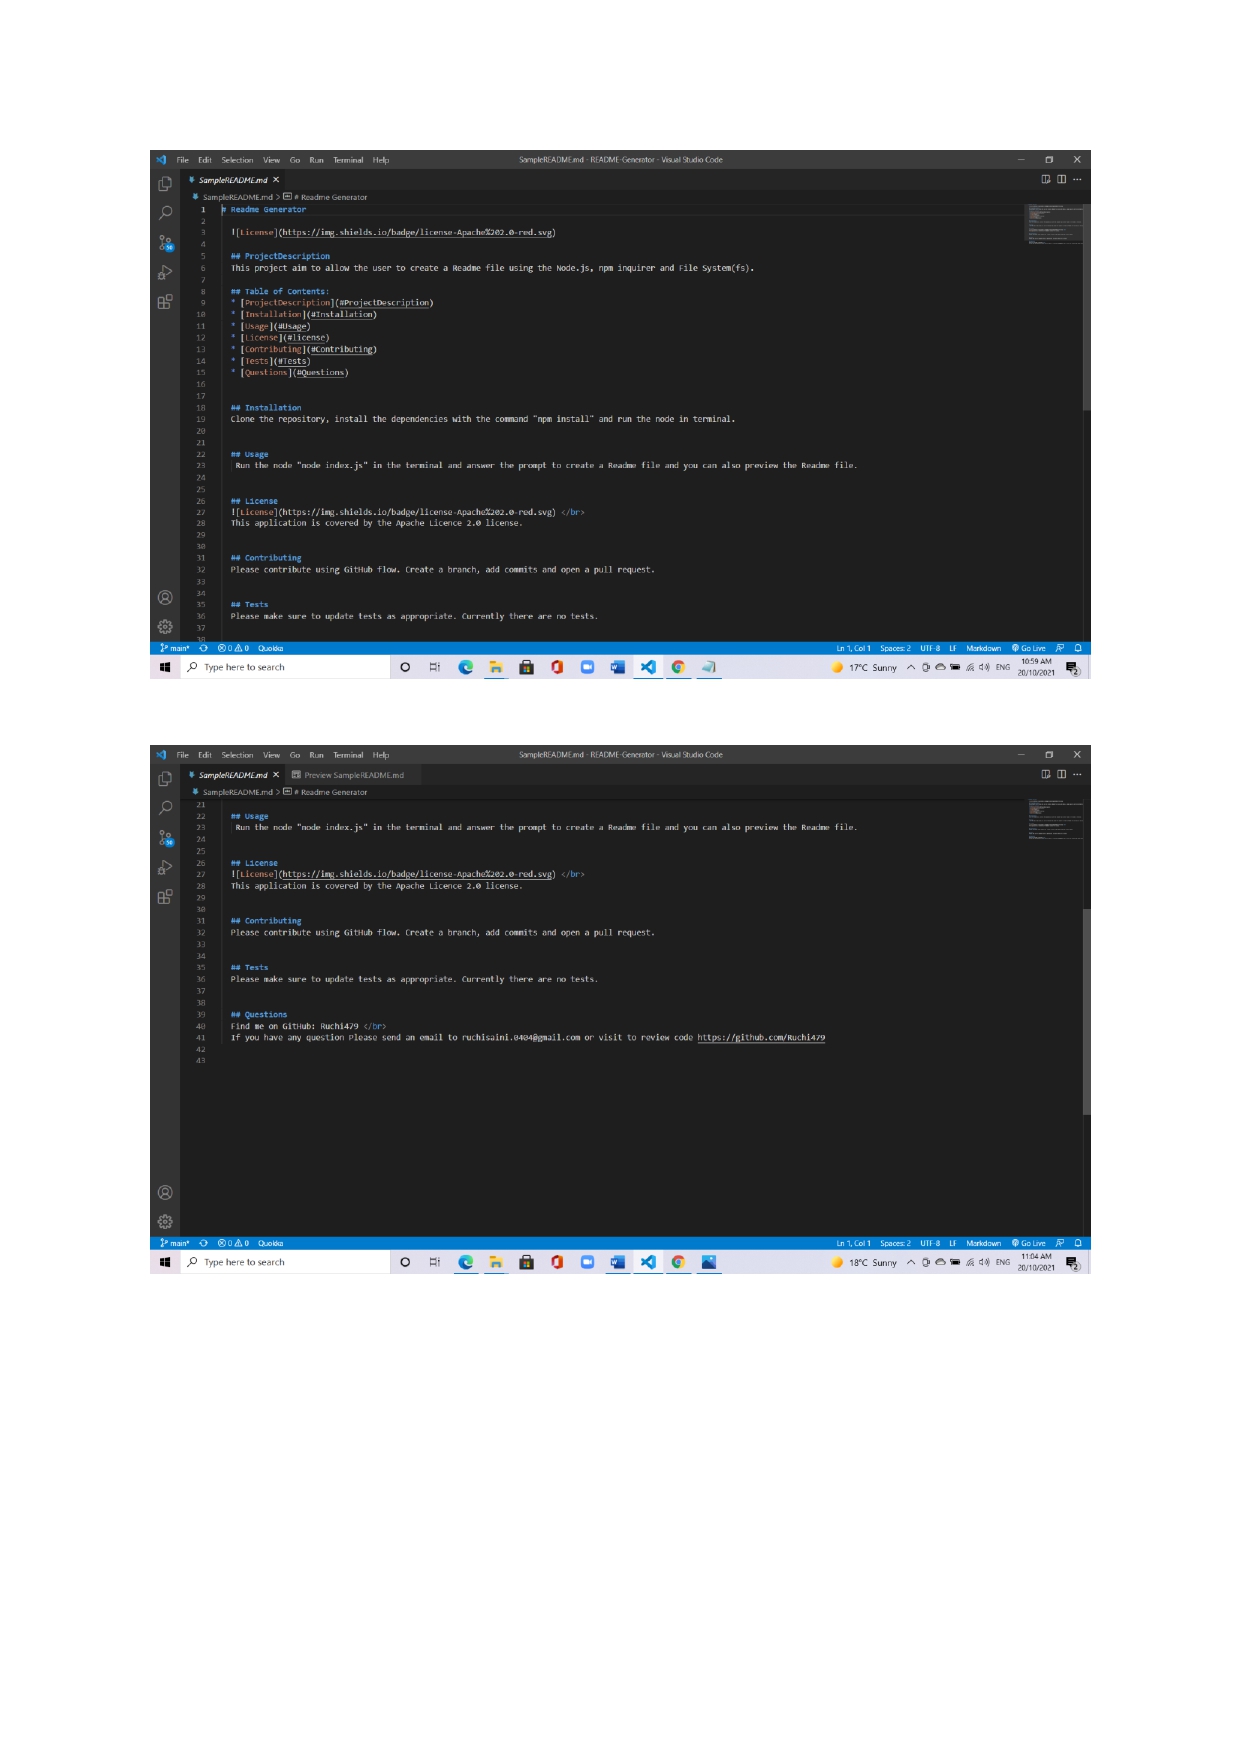 File Edit Selection View Go Run Terminal Help SampleREADME.md - README-Generator - Visual Studio Code
SampleREADME.md
SampleREADME.md > # Readme Generator
1 # Readme Generator
2
3 ![License](https://img.shields.io/badge/license-Apache%202.0-red.svg)
4
5 ## ProjectDescription
6 This project aim to allow the user to create a Readme file using the Node.js, npm inquirer and File System(fs).
7
8 ## Table of Contents:
9 * [ProjectDescription](#ProjectDescription)
10 * [Installation](#Installation)
11 * [Usage](#Usage)
12 * [License](#license)
13 * [Contributing](#Contributing)
14 * [Tests](#Tests)
15 * [Questions](#Questions)
16
17
18 ## Installation
19 Clone the repository, install the dependencies with the command "npm install" and run the node in terminal.
20
21
22 ## Usage
23 Run the node "node index.js" in the terminal and answer the prompt to create a Readme file and you can also preview the Readme file.
24
25
26 ## License
27 ![License](https://img.shields.io/badge/license-Apache%202.0-red.svg) </br>
28 This application is covered by the Apache Licence 2.0 license.
29
30
31 ## Contributing
32 Please contribute using GitHub flow. Create a branch, add commits and open a pull request.
33
34
35 ## Tests
36 Please make sure to update tests as appropriate. Currently there are no tests.
37
38
main* 0 0 Quokka Ln 1, Col 1 Spaces: 2 UTF-8 LF Markdown Go Live
Type here to search 17°C Sunny ENG 10:59 AM
20/10/2021 2
File Edit Selection View Go Run Terminal Help SampleREADME.md - README-Generator - Visual Studio Code
SampleREADME.md Preview SampleREADME.md
SampleREADME.md > # Readme Generator
21
22 ## Usage
23 Run the node "node index.js" in the terminal and answer the prompt to create a Readme file and you can also preview the Readme file.
24
25
26 ## License
27 ![License](https://img.shields.io/badge/license-Apache%202.0-red.svg) </br>
28 This application is covered by the Apache Licence 2.0 license.
29
30
31 ## Contributing
32 Please contribute using GitHub flow. Create a branch, add commits and open a pull request.
33
34
35 ## Tests
36 Please make sure to update tests as appropriate. Currently there are no tests.
37
38
39 ## Questions
40 Find me on GitHub: Ruchi479 </br>
41 If you have any question Please send an email to ruchisaini.0404@gmail.com or visit to review code https://github.com/Ruchi479
42
43
main* 0 0 Quokka Ln 1, Col 1 Spaces: 2 UTF-8 LF Markdown Go Live
Type here to search 18°C Sunny ENG 11:04 AM
20/10/2021 2